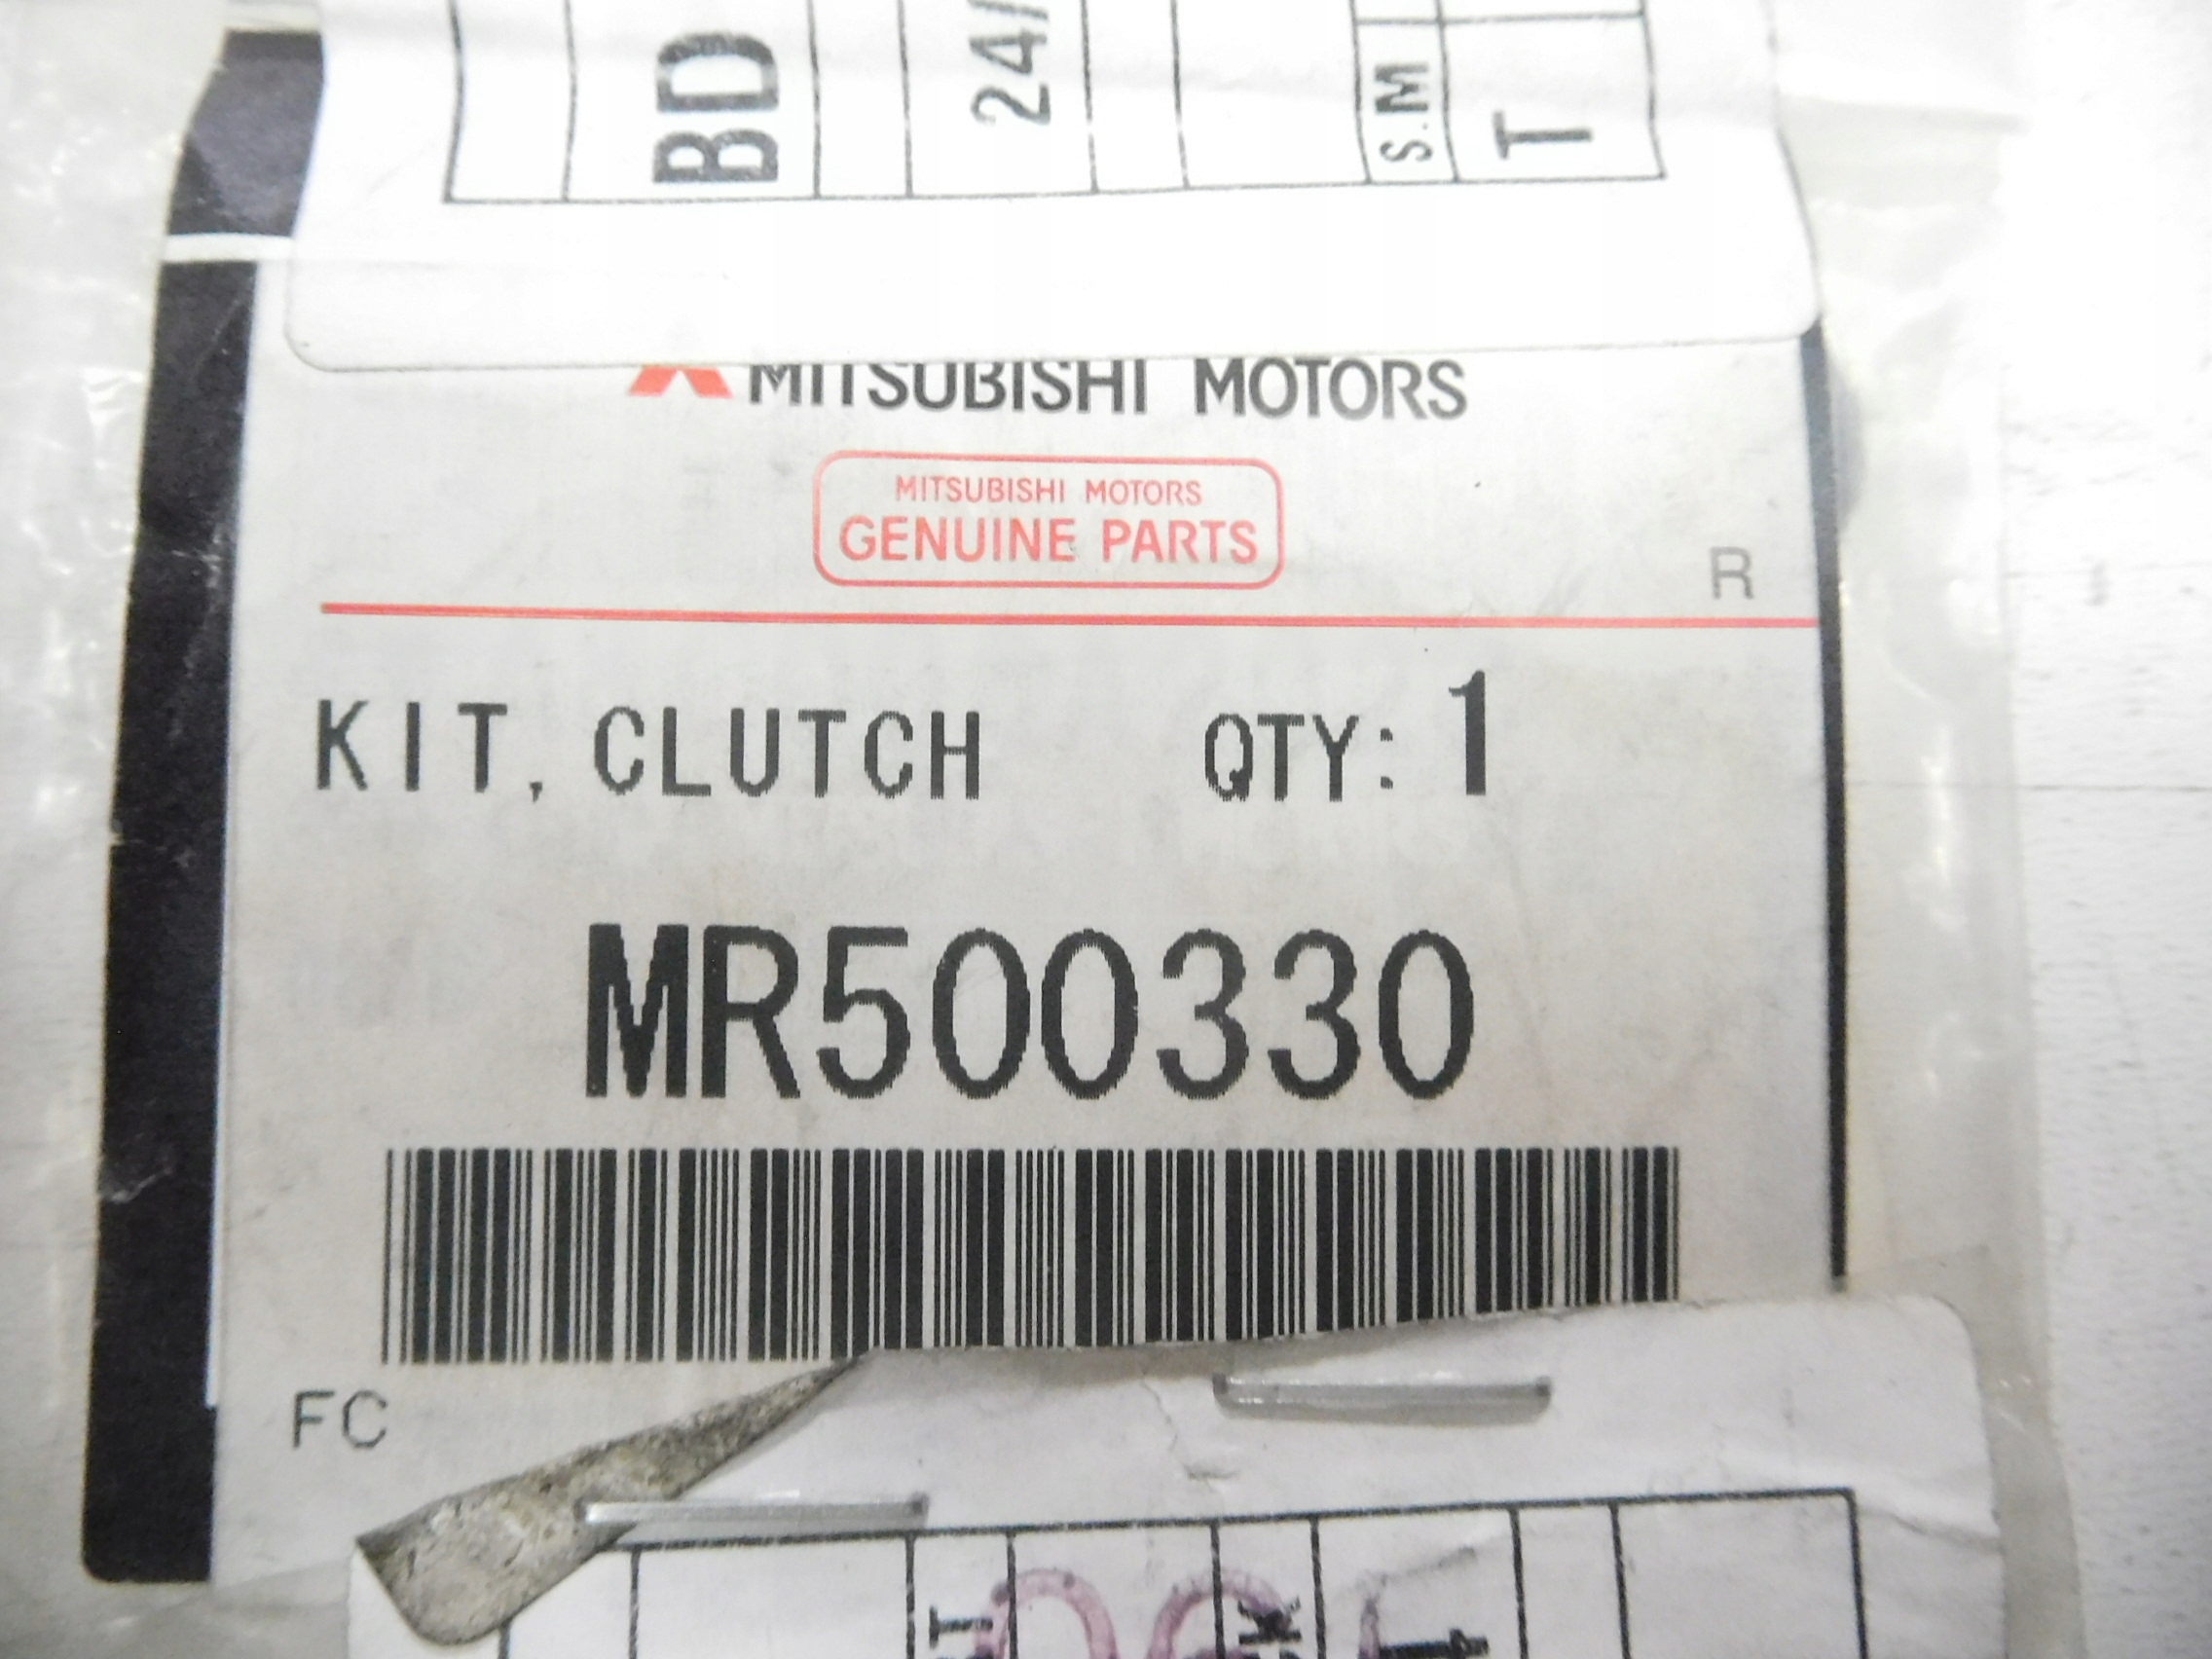 BD
24/
S.M
T
MITSUBISHI MOTORS
MITSUBISHI MOTORS
GENUINE PARTS
R
KIT, CLUTCH QTY: 1
MR500330
FC